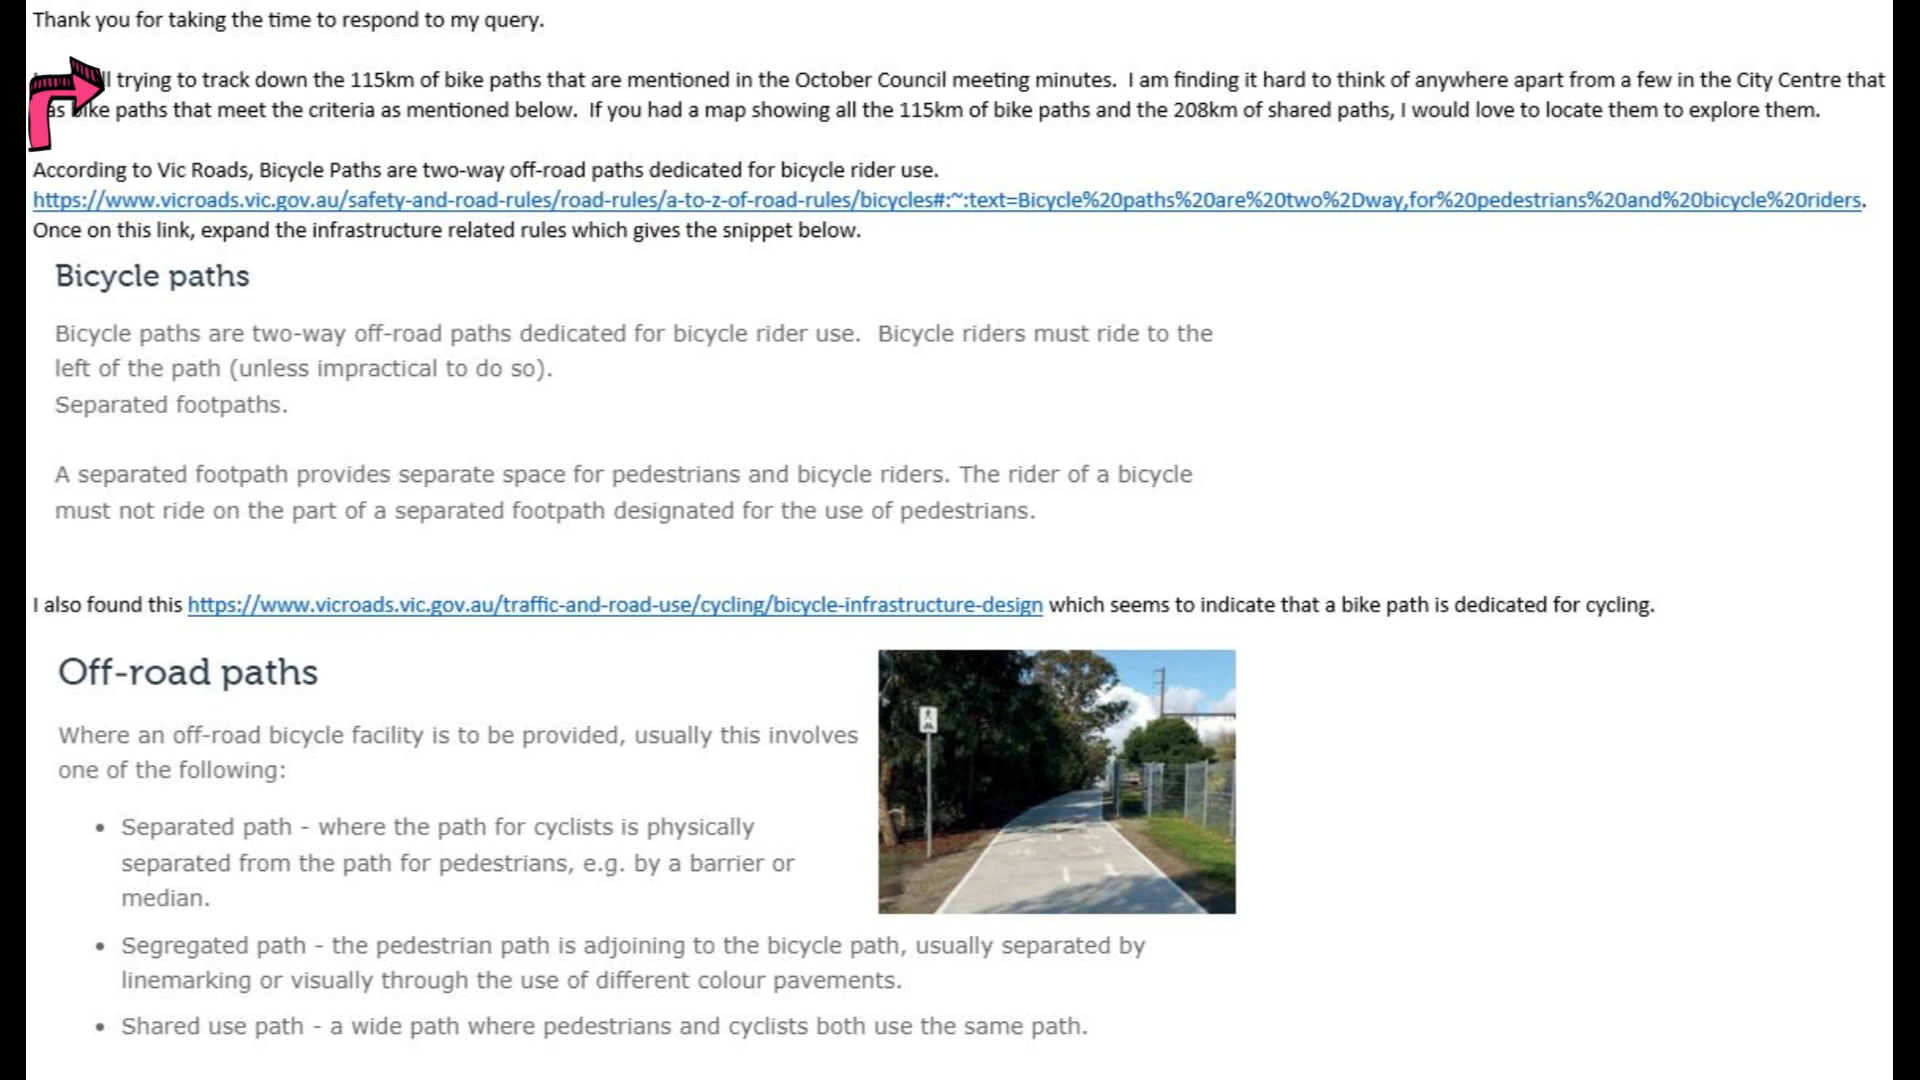 Thank you for taking the time to respond to my query.
trying to track down the 115km of bike paths that are mentioned in the October Council meeting minutes. I am finding it hard to think of anywhere apart from a few in the City Centre that
bike paths that meet the criteria as mentioned below. If you had a map showing all the 115km of bike paths and the 208km of shared paths, I would love to locate them to explore them.
According to Vic Roads, Bicycle Paths are two-way off-road paths dedicated for bicycle rider use.
https://www.vicroads.vic.gov.au/safety-and-road-rules/road-rules/a-to-z-of-road-rules/bicycles#:~:text=Bicycle%20paths%20are%20two%2Dway,for%20pedestrians%20and%20bicycle%20riders.
Once on this link, expand the infrastructure related rules which gives the snippet below.
Bicycle paths
Bicycle paths are two-way off-road paths dedicated for bicycle rider use. Bicycle riders must ride to the
left of the path (unless impractical to do so).
Separated footpaths.
A separated footpath provides separate space for pedestrians and bicycle riders. The rider of a bicycle
must not ride on the part of a separated footpath designated for the use of pedestrians.
I also found this https://www.vicroads.vic.gov.au/traffic-and-road-use/cycling/bicycle-infrastructure-design which seems to indicate that a bike path is dedicated for cycling.
Off-road paths
Where an off-road bicycle facility is to be provided, usually this involves
one of the following:
• Separated path - where the path for cyclists is physically
separated from the path for pedestrians, e.g. by a barrier or
median.
• Segregated path - the pedestrian path is adjoining to the bicycle path, usually separated by
linemarking or visually through the use of different colour pavements.
• Shared use path - a wide path where pedestrians and cyclists both use the same path.